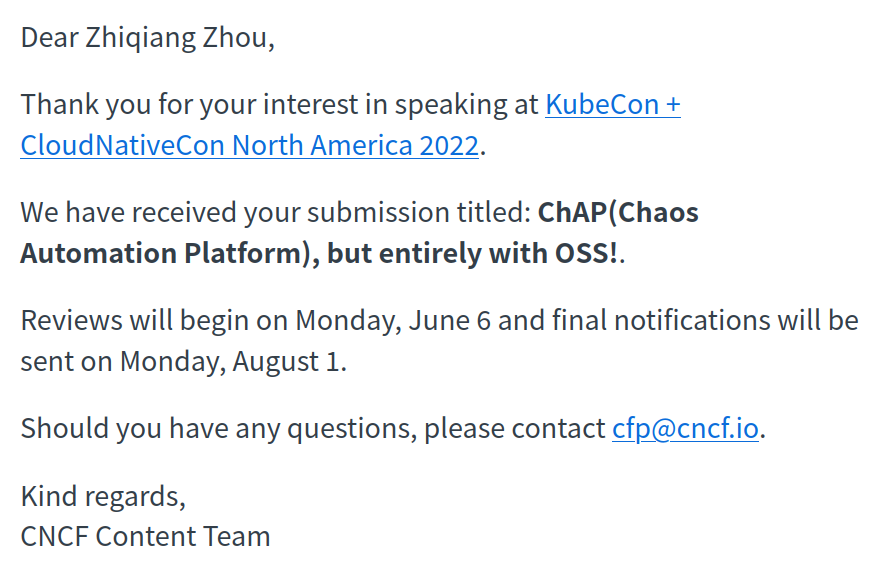 Dear Zhiqiang Zhou,
Thank you for your interest in speaking at KubeCon +
CloudNativeCon North America 2022.
We have received your submission titled: ChAP(Chaos
Automation Platform), but entirely with OSS!.
Reviews will begin on Monday, June 6 and final notifications will be
sent on Monday, August 1.
Should you have any questions, please contact cfp@cncf.io.
Kind regards,
CNCF Content Team